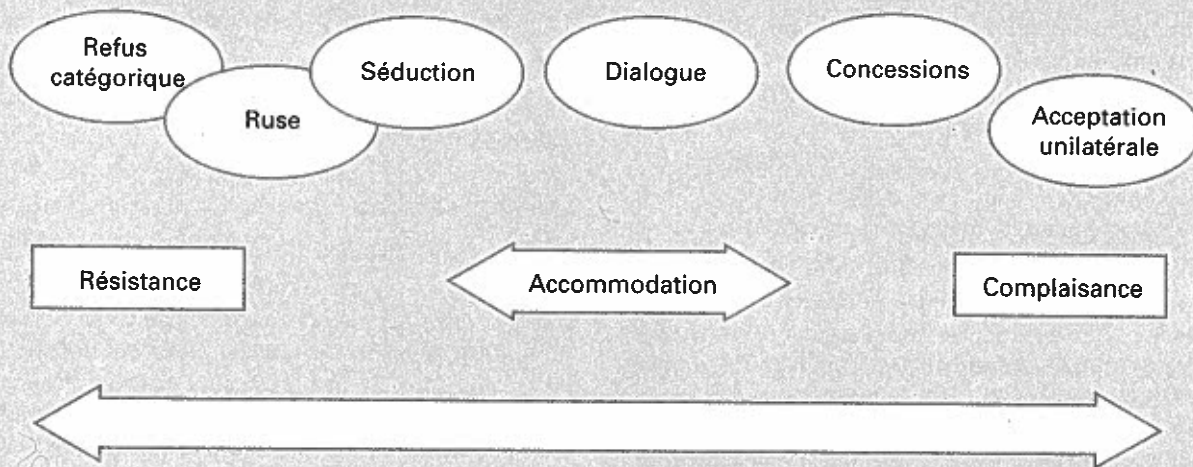 Refus
catégorique
Ruse
Séduction
Dialogue
Concessions
Acceptation
unilatérale
Résistance
Accommodation
Complaisance